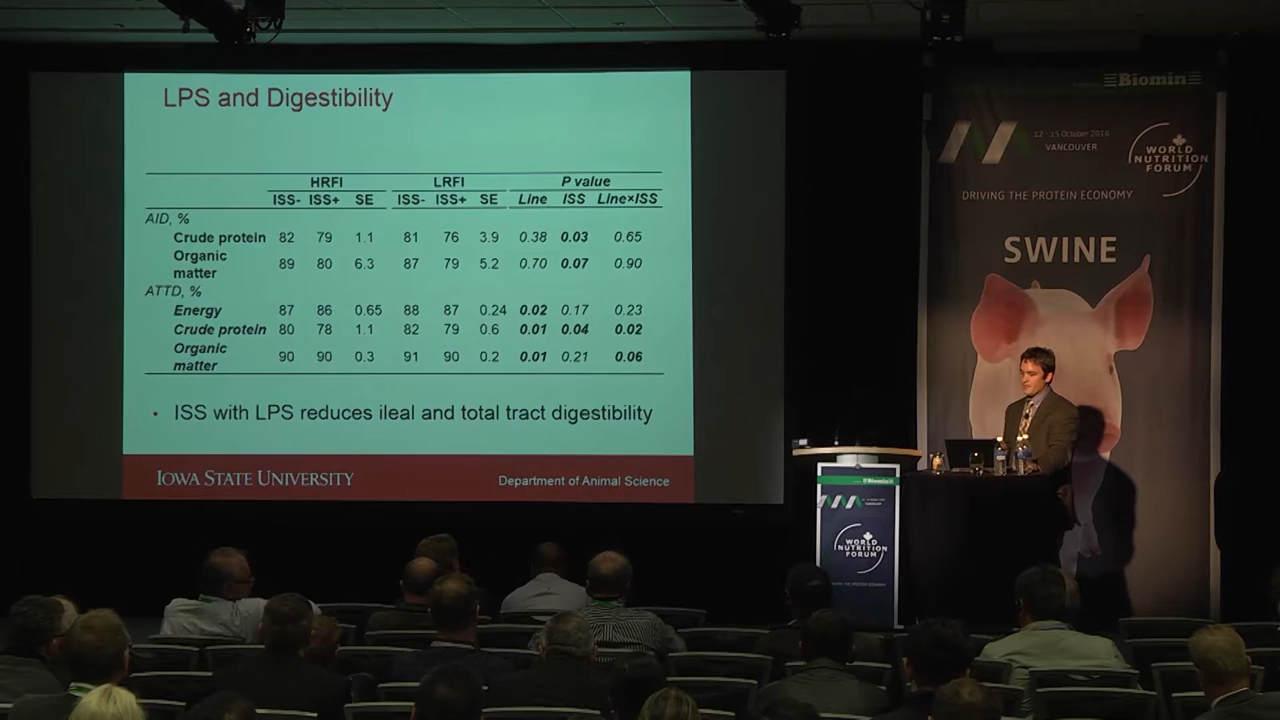 LPS and Digestibility
HRFI LRFI P value
ISS- ISS+ SE ISS- ISS+ SE Line ISS Line×ISS
AID, %
Crude protein 82 79 1.1 81 76 3.9 0.38 0.03 0.65
Organic
matter 89 80 6.3 87 79 5.2 0.70 0.07 0.90
ATTD, %
Energy 87 86 0.65 88 87 0.24 0.02 0.17 0.23
Crude protein 80 78 1.1 82 79 0.6 0.01 0.04 0.02
Organic
matter 90 90 0.3 91 90 0.2 0.01 0.21 0.06
• ISS with LPS reduces ileal and total tract digestibility
IOWA STATE UNIVERSITY
Department of Animal Science
Biomin
12 - 15 October 2016
VANCOUVER
WORLD
NUTRITION
FORUM
DRIVING THE PROTEIN ECONOMY
SWINE
Biomin
WORLD
NUTRITION
FORUM